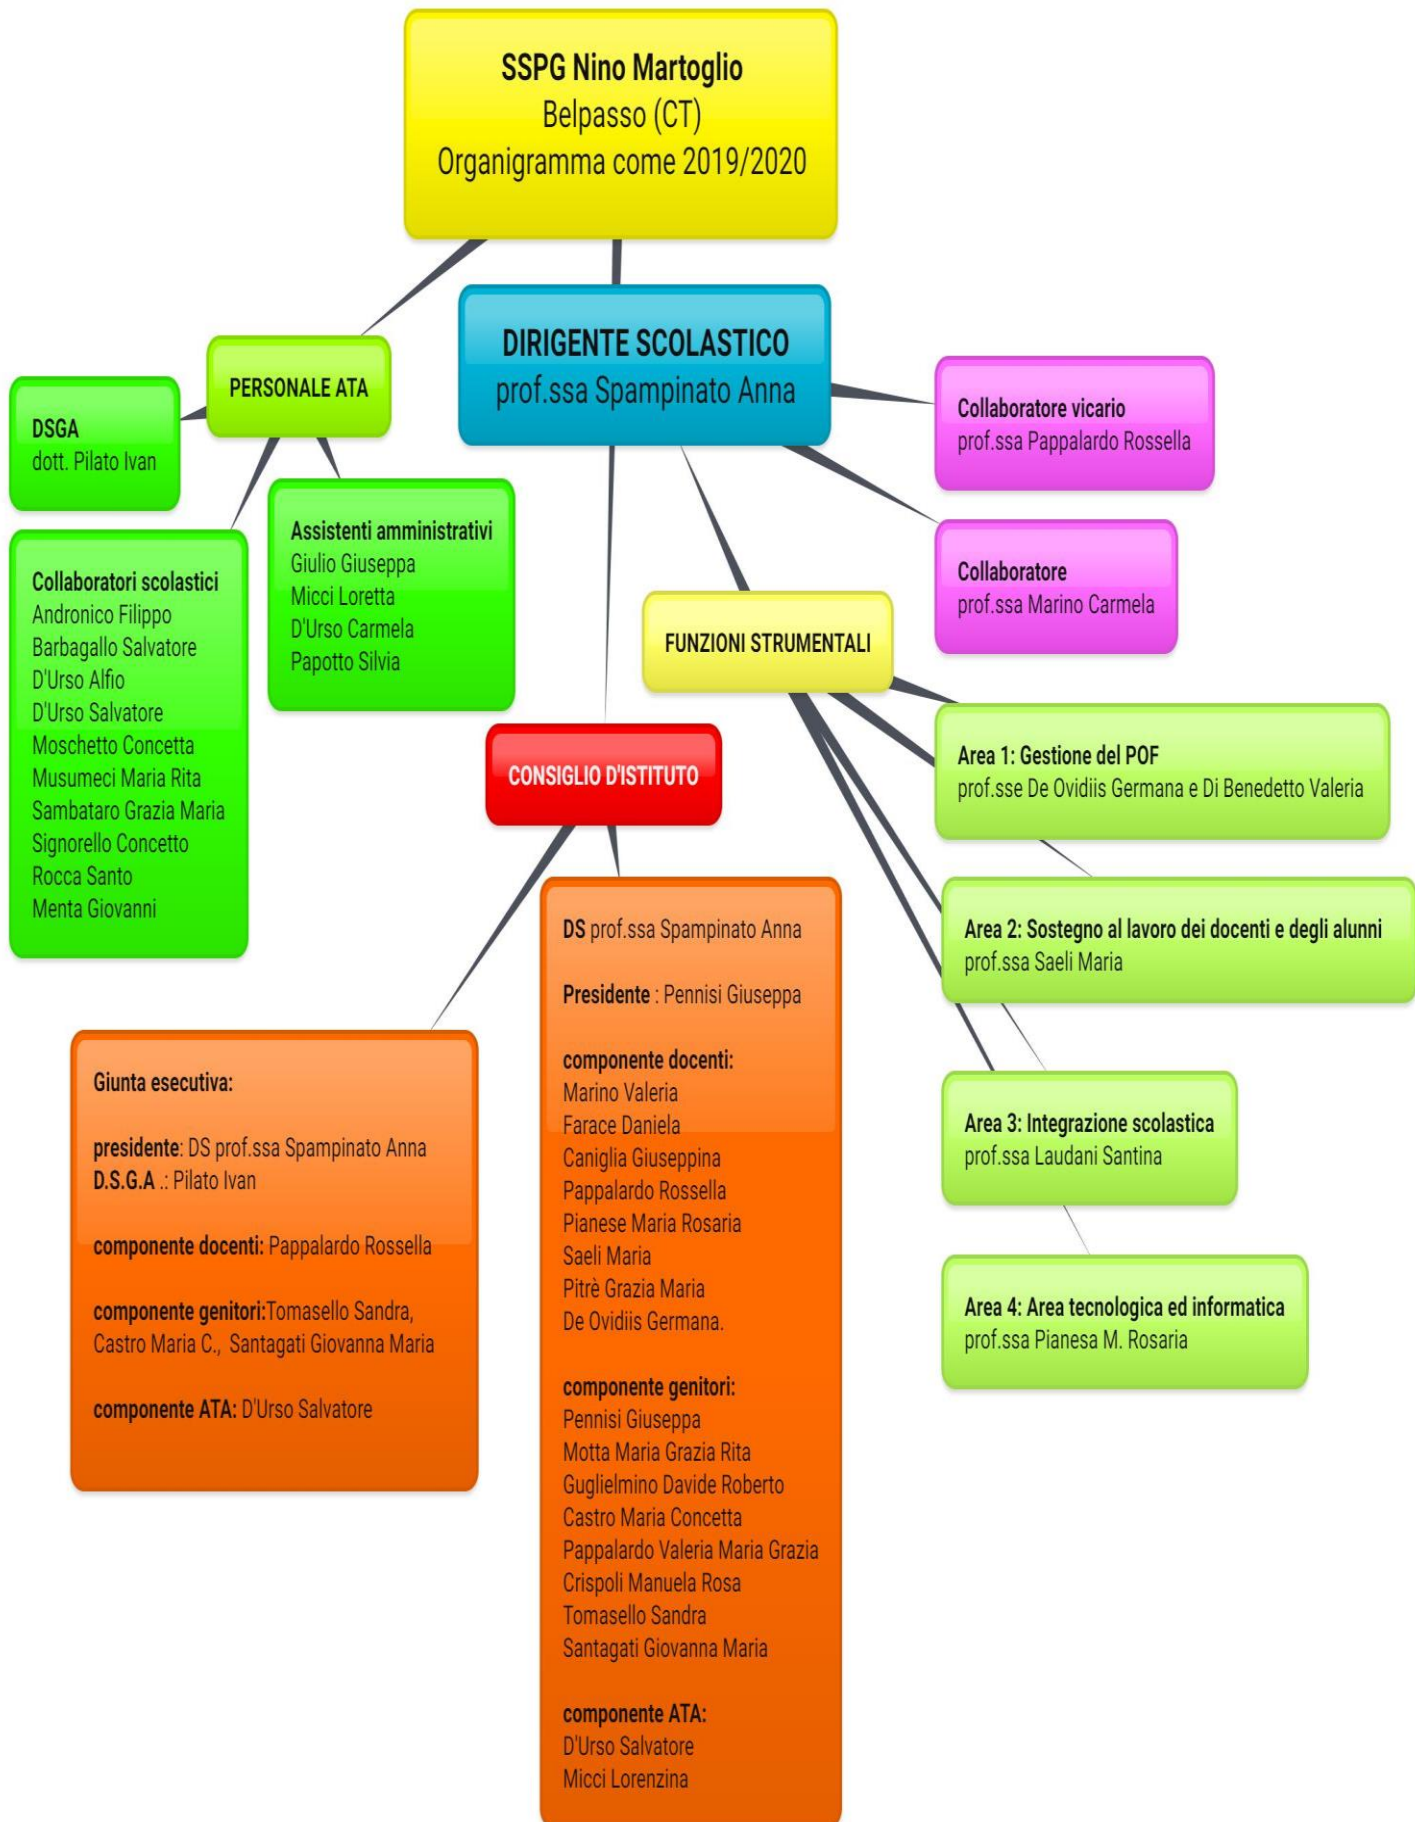 SSPG Nino Martoglio
Belpasso (CT)
Organigramma come 2019/2020
DIRIGENTE SCOLASTICO
prof.ssa Spampinato Anna
PERSONALE ATA
DSGA
dott. Pilato Ivan
Collaboratori scolastici
Andronico Filippo
Barbagallo Salvatore
D'Urso Alfio
D'Urso Salvatore
Moschetto Concetta
Musumeci Maria Rita
Sambataro Grazia Maria
Signorello Concetto
Rocca Santo
Menta Giovanni
Assistenti amministrativi
Giulio Giuseppa
Micci Loretta
D'Urso Carmela
Papotto Silvia
Collaboratore vicario
prof.ssa Pappalardo Rossella
Collaboratore
prof.ssa Marino Carmela
FUNZIONI STRUMENTALI
Area 1: Gestione del POF
prof.sse De Ovidiis Germana e Di Benedetto Valeria
Area 2: Sostegno al lavoro dei docenti e degli alunni
prof.ssa Saeli Maria
Area 3: Integrazione scolastica
prof.ssa Laudani Santina
Area 4: Area tecnologica ed informatica
prof.ssa Pianesa M. Rosaria
CONSIGLIO D'ISTITUTO
Giunta esecutiva:
presidente: DS prof.ssa Spampinato Anna
D.S.G.A .: Pilato Ivan
componente docenti: Pappalardo Rossella
componente genitori:Tomasello Sandra,
Castro Maria C., Santagati Giovanna Maria
componente ATA: D'Urso Salvatore
DS prof.ssa Spampinato Anna
Presidente : Pennisi Giuseppa
componente docenti:
Marino Valeria
Farace Daniela
Caniglia Giuseppina
Pappalardo Rossella
Pianese Maria Rosaria
Saeli Maria
Pitrè Grazia Maria
De Ovidiis Germana.
componente genitori:
Pennisi Giuseppa
Motta Maria Grazia Rita
Guglielmino Davide Roberto
Castro Maria Concetta
Pappalardo Valeria Maria Grazia
Crispoli Manuela Rosa
Tomasello Sandra
Santagati Giovanna Maria
componente ATA:
D'Urso Salvatore
Micci Lorenzina